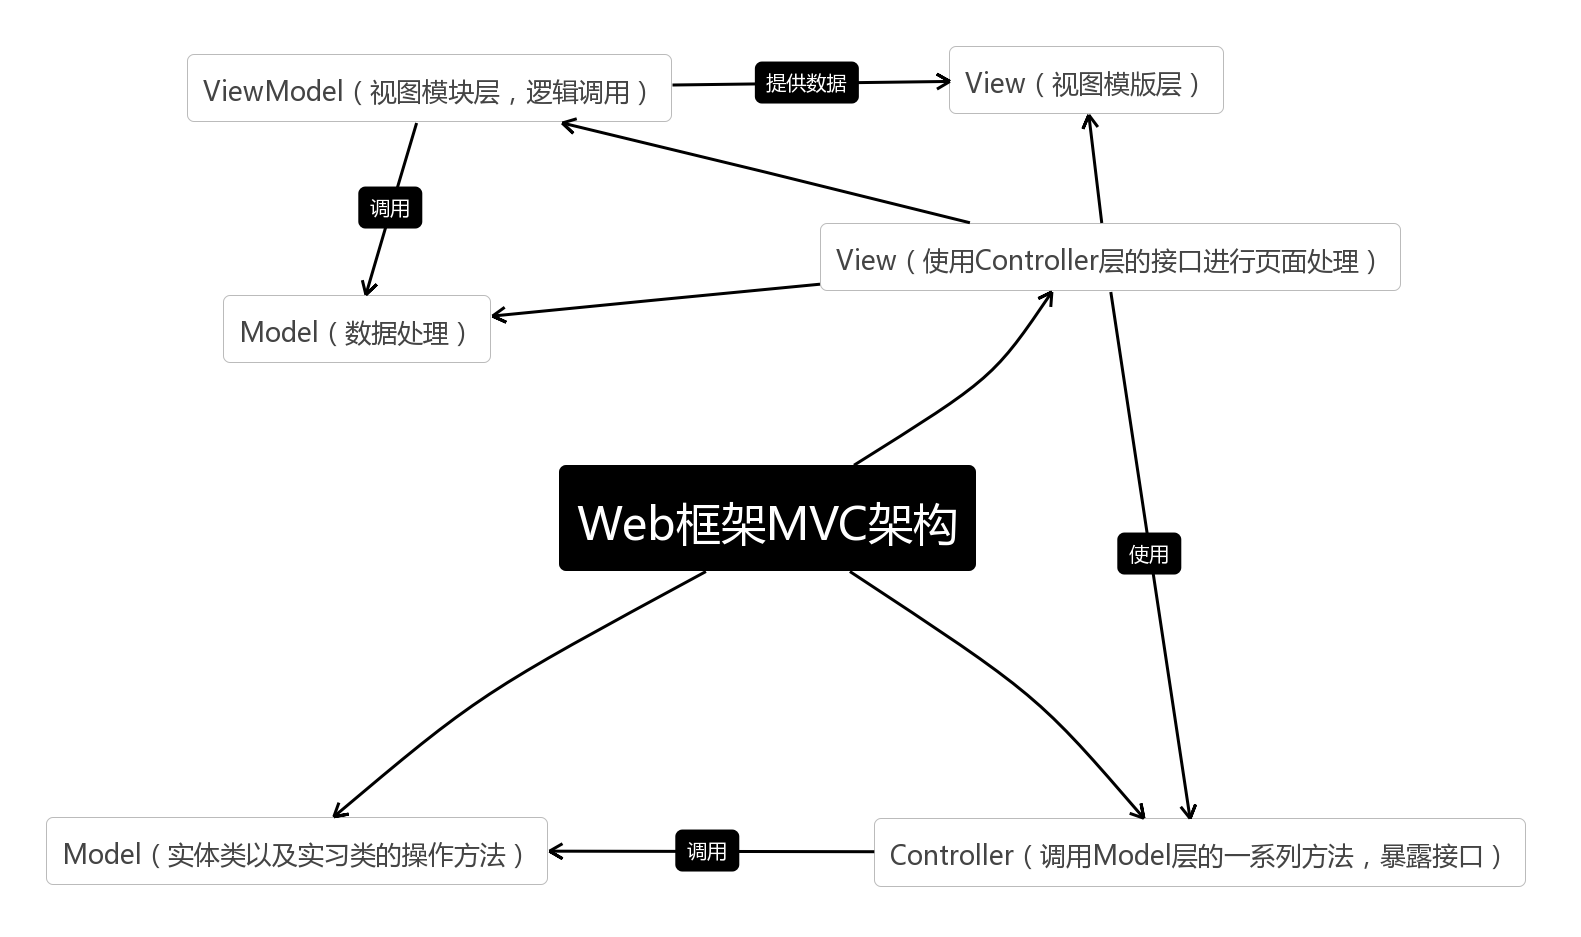 ViewModel（视图模块层，逻辑调用）
提供数据
View（视图模版层）
调用
View（使用Controller层的接口进行页面处理）
Model（数据处理）
Web框架MVC架构
使用
Model（实体类以及实习类的操作方法）
调用
Controller（调用Model层的一系列方法，暴露接口）